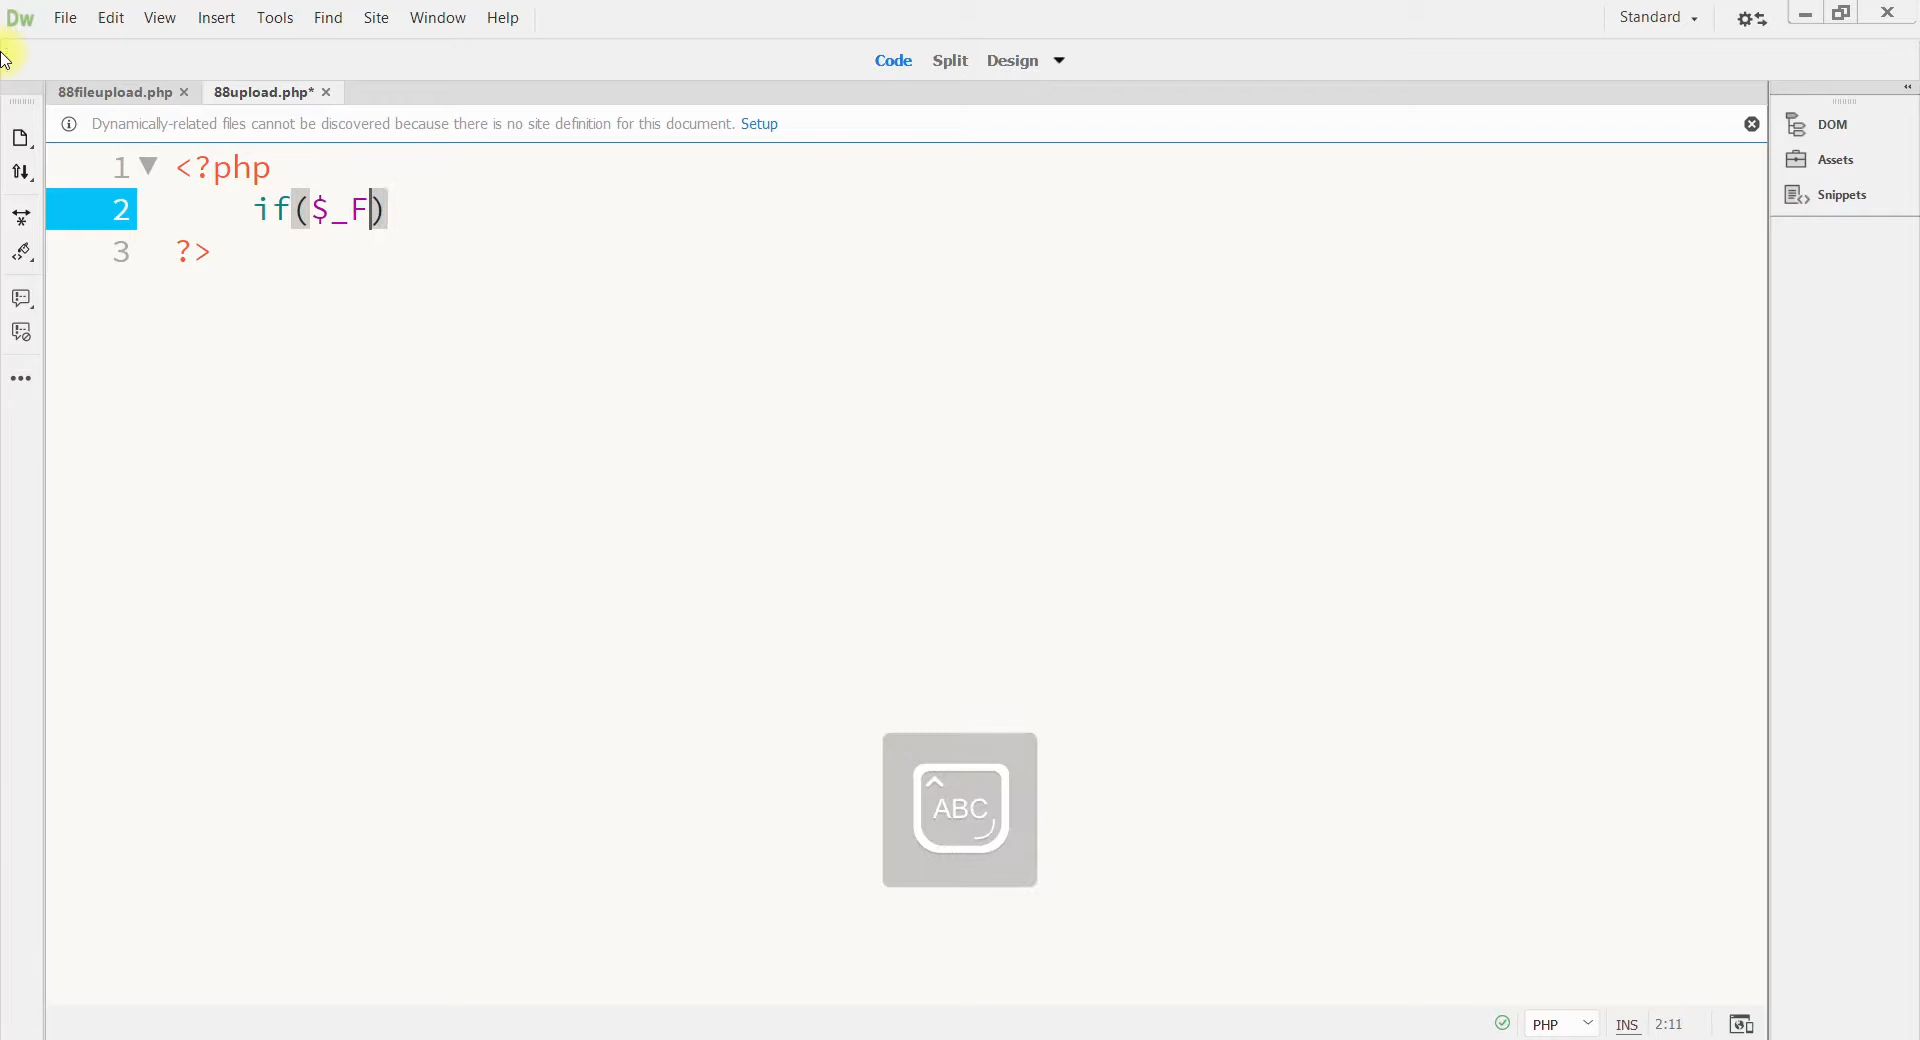 Dw File Edit View Insert Tools Find Site Window Help Standard
Code Split Design
88fileupload.php 88upload.php*
Dynamically-related files cannot be discovered because there is no site definition for this document. Setup
DOM
Assets
Snippets
1 <?php
2 if($_F)
3 ?>
ABC
PHP INS 2:11